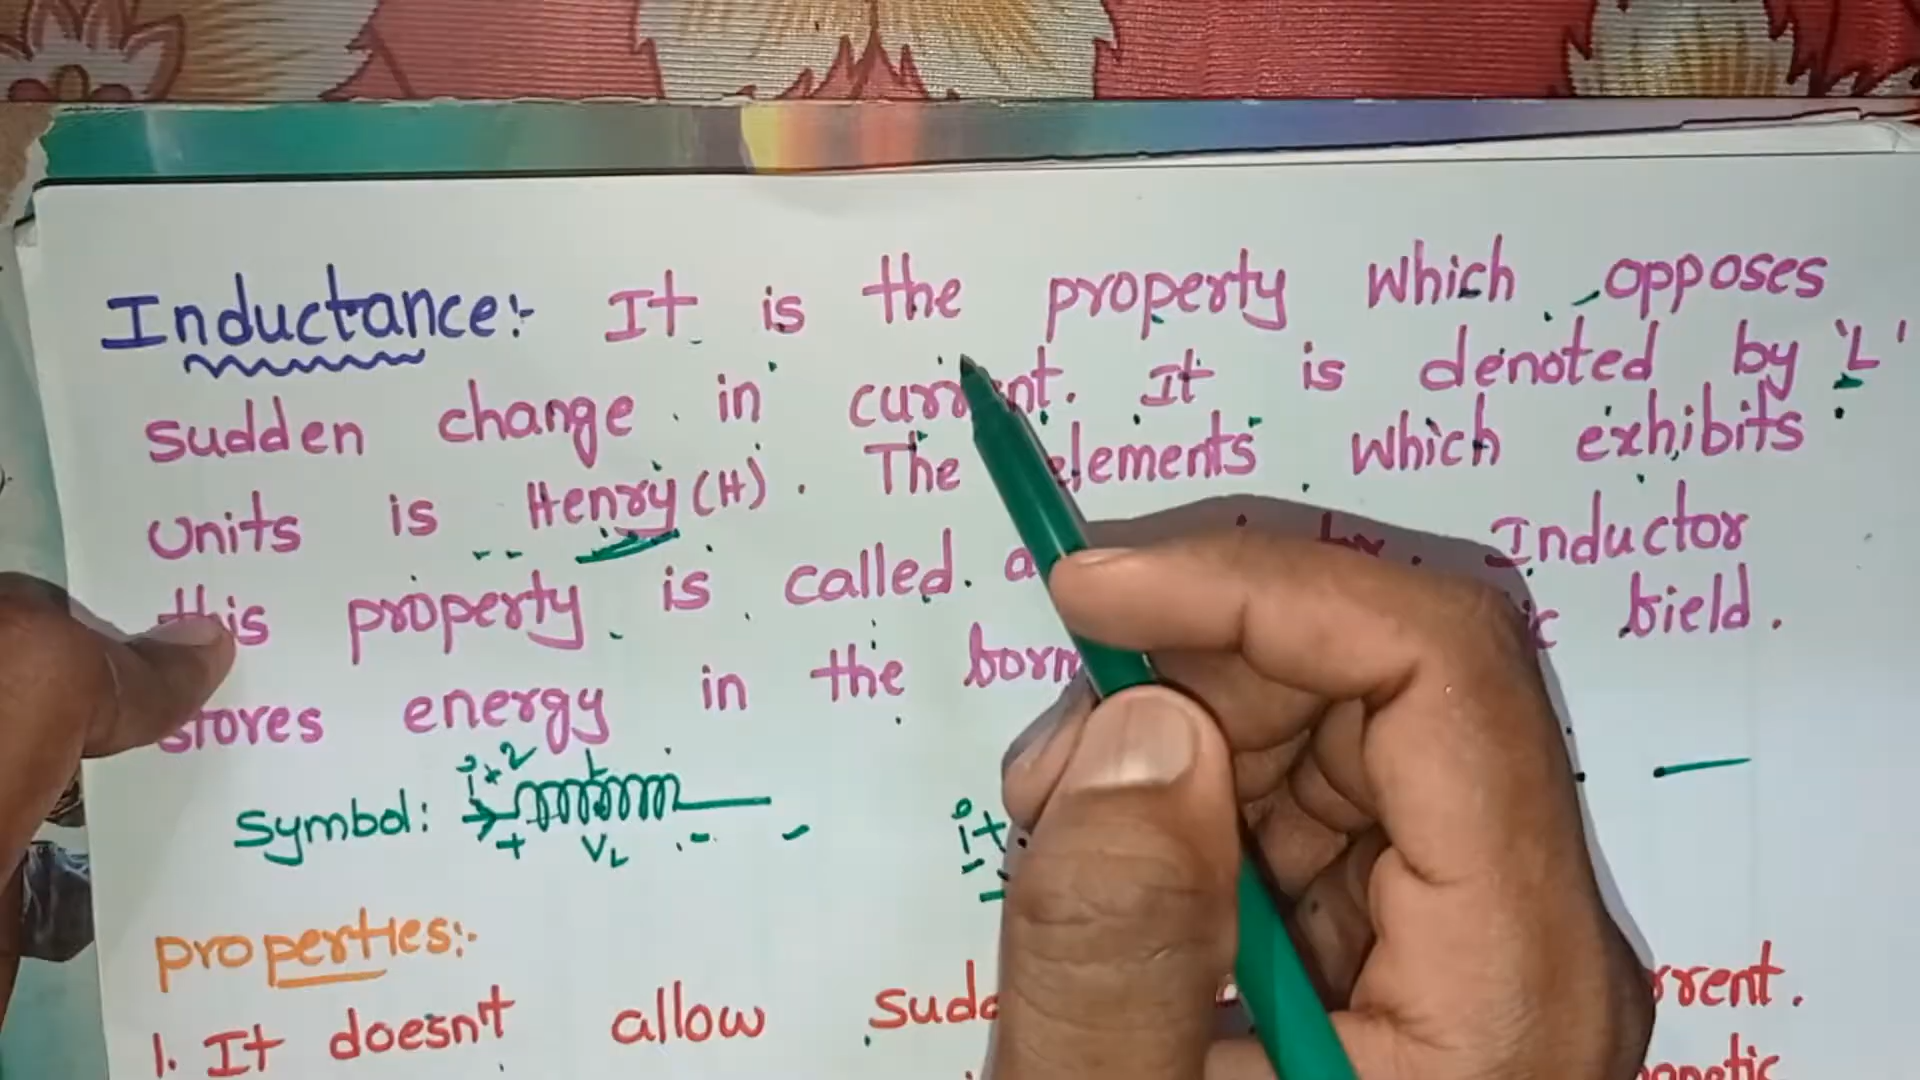 Inductance:- It is the property which opposes
sudden change in current. It is denoted by 'L'
units is Henry (H). The elements which exhibits
this property is called Inductor
stores energy in the field.
Symbol: i L + VL -
i+
properties:-
1. It doesn't allow